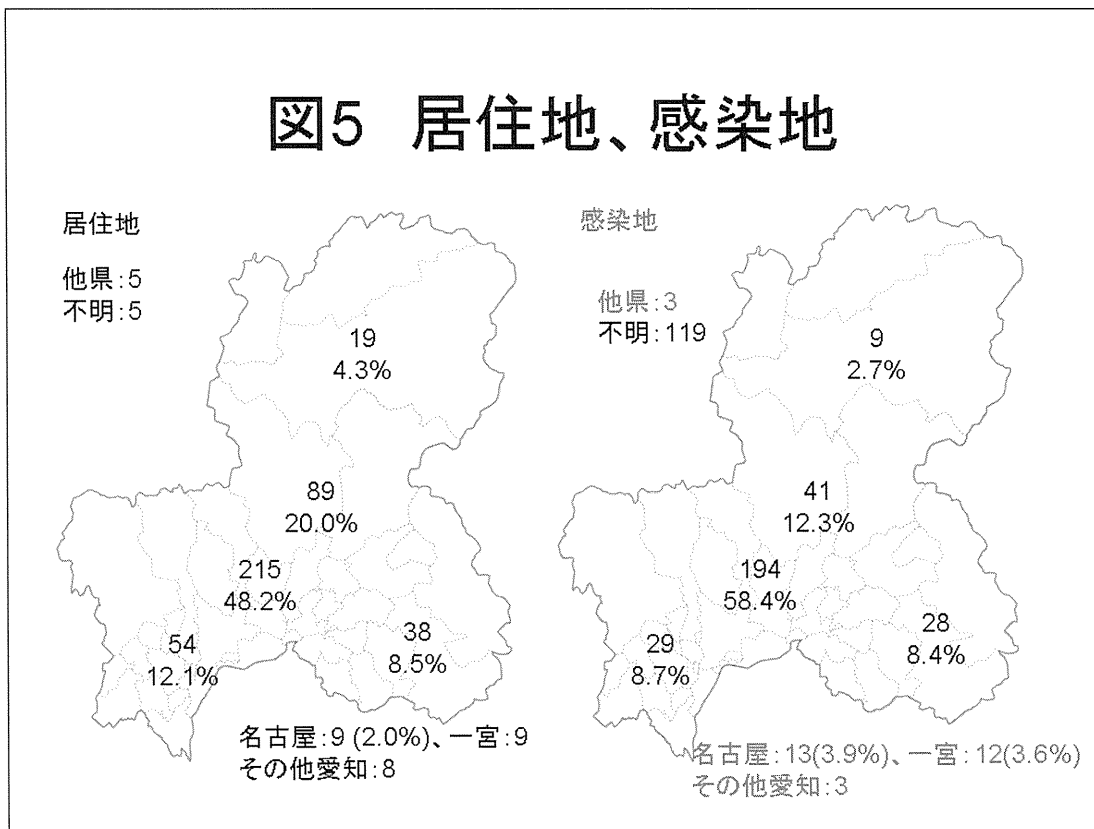 図5 居住地、感染地
居住地
他県:5
不明:5
19
4.3%
89
20.0%
215
48.2%
54
12.1%
38
8.5%
名古屋:9 (2.0%)、一宮:9
その他愛知:8
感染地
他県:3
不明:119
9
2.7%
41
12.3%
194
58.4%
29
8.7%
28
8.4%
名古屋:13(3.9%)、一宮:12(3.6%)
その他愛知:3